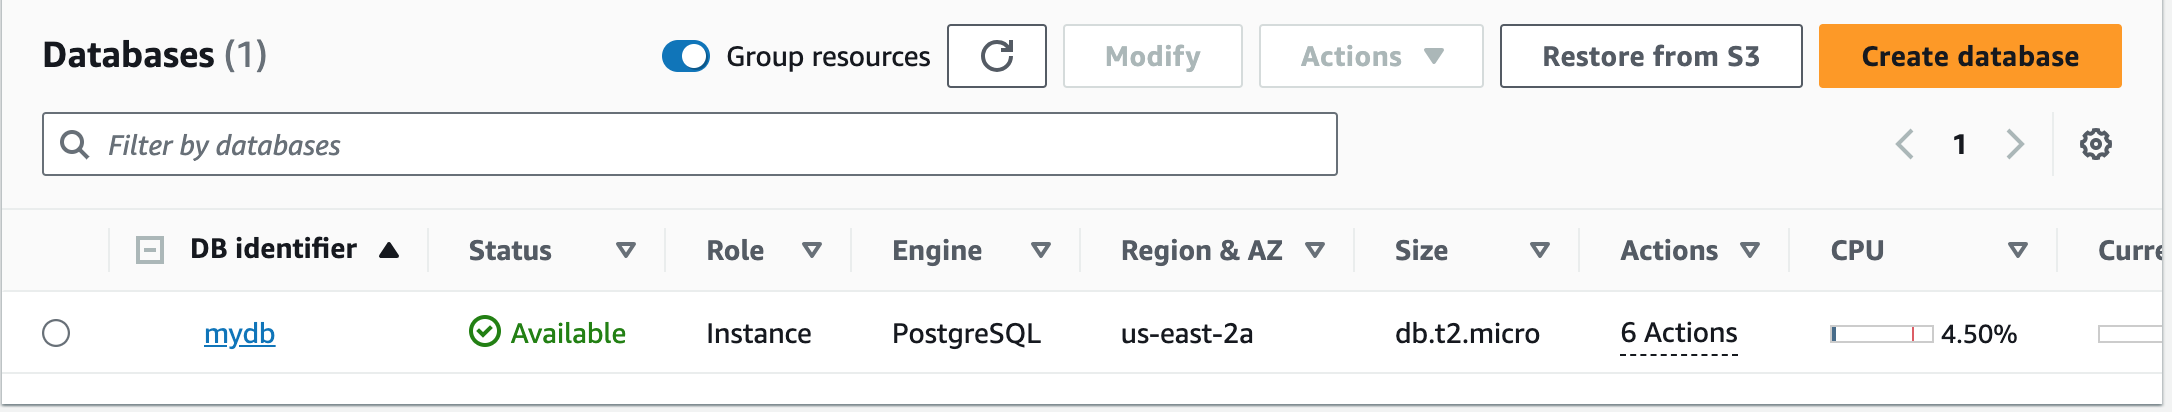 Databases (1) Group resources Modify Actions Restore from S3 Create database
Filter by databases 1
DB identifier Status Role Engine Region & AZ Size Actions CPU Curre
mydb Available Instance PostgreSQL us-east-2a db.t2.micro 6 Actions 4.50%